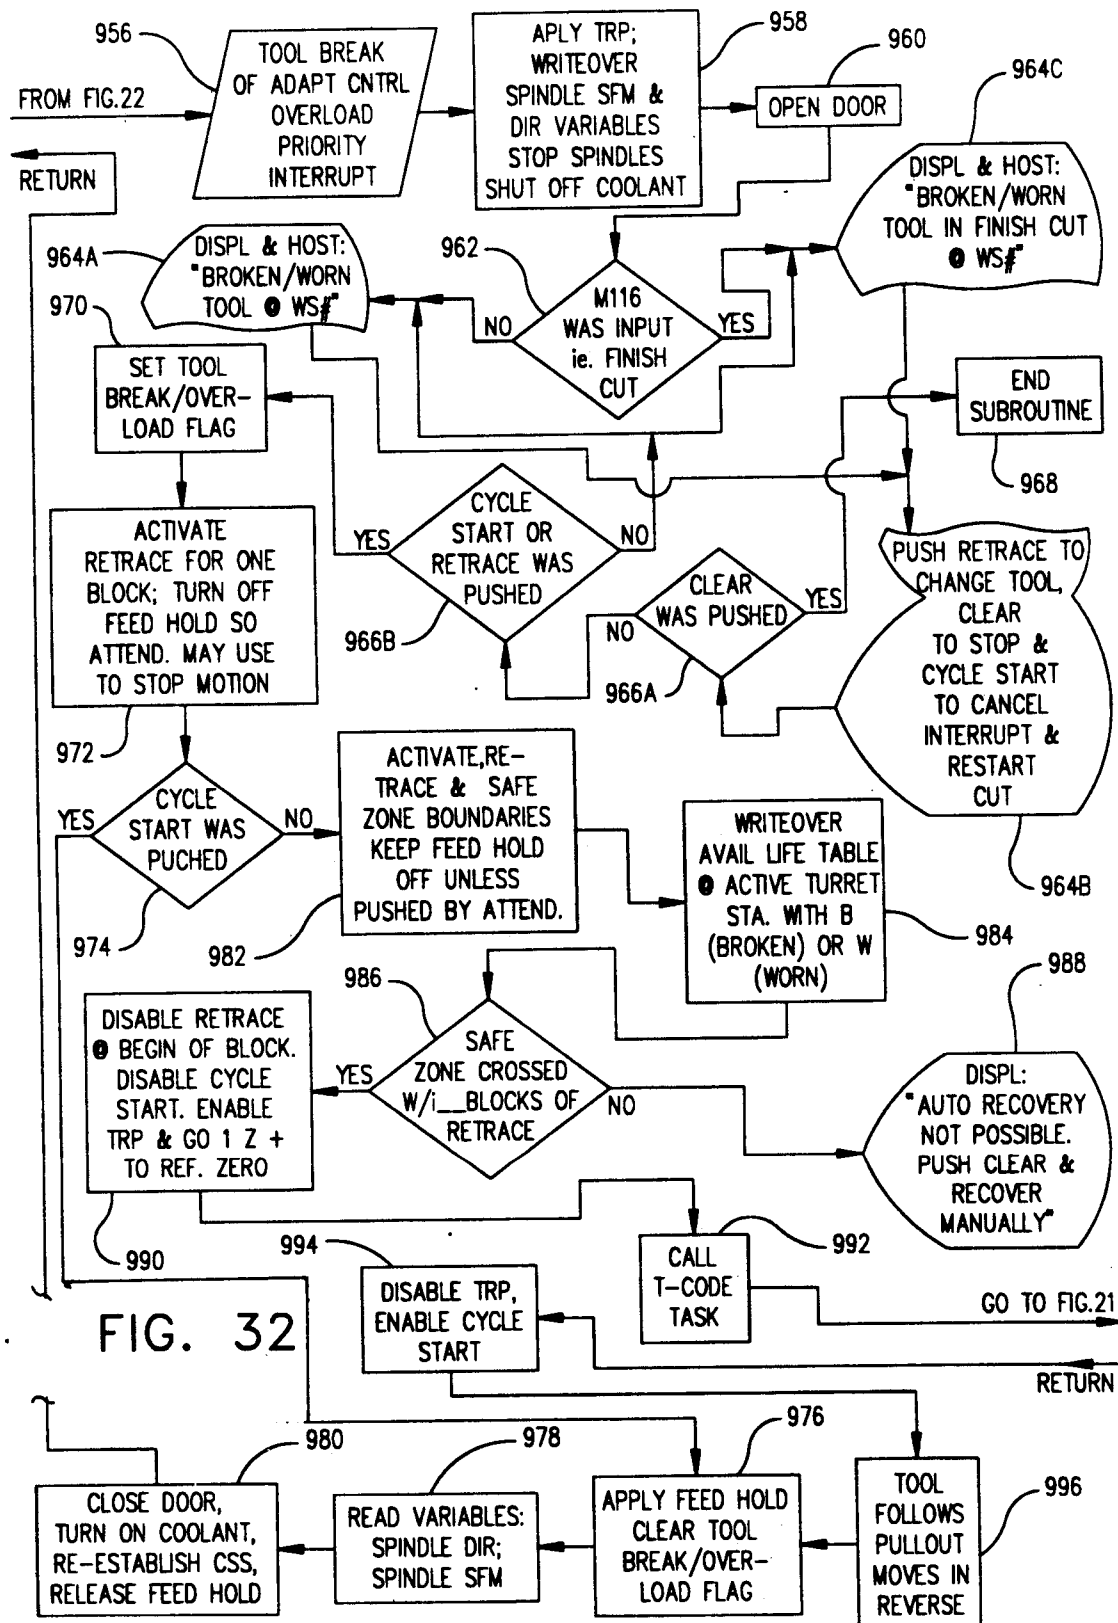 956
TOOL BREAK
OF ADAPT CNTRL
OVERLOAD
PRIORITY
INTERRUPT
FROM FIG.22
RETURN
958
APLY TRP;
WRITEOVER
SPINDLE SFM &
DIR VARIABLES
STOP SPINDLES
SHUT OFF COOLANT
960
OPEN DOOR
964C
DISPL & HOST:
"BROKEN/WORN
TOOL IN FINISH CUT
@ WS#"
964A
DISPL & HOST:
"BROKEN/WORN
TOOL @ WS#"
962
M116
WAS INPUT
ie. FINISH
CUT
NO
YES
970
SET TOOL
BREAK/OVER-
LOAD FLAG
END
SUBROUTINE
968
CYCLE
START OR
RETRACE WAS
PUSHED
YES
NO
966B
CLEAR
WAS PUSHED
YES
NO
966A
PUSH RETRACE TO
CHANGE TOOL,
CLEAR
TO STOP &
CYCLE START
TO CANCEL
INTERRUPT &
RESTART
CUT
964B
ACTIVATE
RETRACE FOR ONE
BLOCK; TURN OFF
FEED HOLD SO
ATTEND. MAY USE
TO STOP MOTION
972
YES
CYCLE
START WAS
PUCHED
NO
974
ACTIVATE,RE-
TRACE & SAFE
ZONE BOUNDARIES
KEEP FEED HOLD
OFF UNLESS
PUSHED BY ATTEND.
982
WRITEOVER
AVAIL LIFE TABLE
@ ACTIVE TURRET
STA. WITH B
(BROKEN) OR W
(WORN)
984
986
SAFE
ZONE CROSSED
W/i__BLOCKS OF
RETRACE
YES
NO
988
DISPL:
"AUTO RECOVERY
NOT POSSIBLE.
PUSH CLEAR &
RECOVER
MANUALLY"
DISABLE RETRACE
@ BEGIN OF BLOCK.
DISABLE CYCLE
START. ENABLE
TRP & GO 1 Z +
TO REF. ZERO
990
992
CALL
T-CODE
TASK
GO TO FIG.21
994
DISABLE TRP,
ENABLE CYCLE
START
RETURN
FIG. 32
980
CLOSE DOOR,
TURN ON COOLANT,
RE-ESTABLISH CSS,
RELEASE FEED HOLD
978
READ VARIABLES:
SPINDLE DIR;
SPINDLE SFM
976
APPLY FEED HOLD
CLEAR TOOL
BREAK/OVER-
LOAD FLAG
TOOL
FOLLOWS
PULLOUT
MOVES IN
REVERSE
996